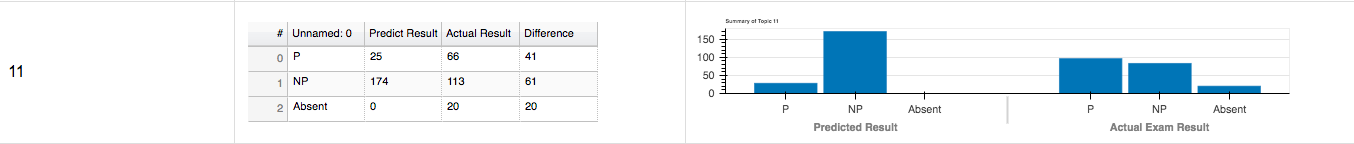 11
# Unnamed: 0 Predict Result Actual Result Difference
0 P 25 66 41
1 NP 174 113 61
2 Absent 0 20 20
Summary of Topic 11
150
100
50
0
P NP Absent P NP Absent
Predicted Result Actual Exam Result